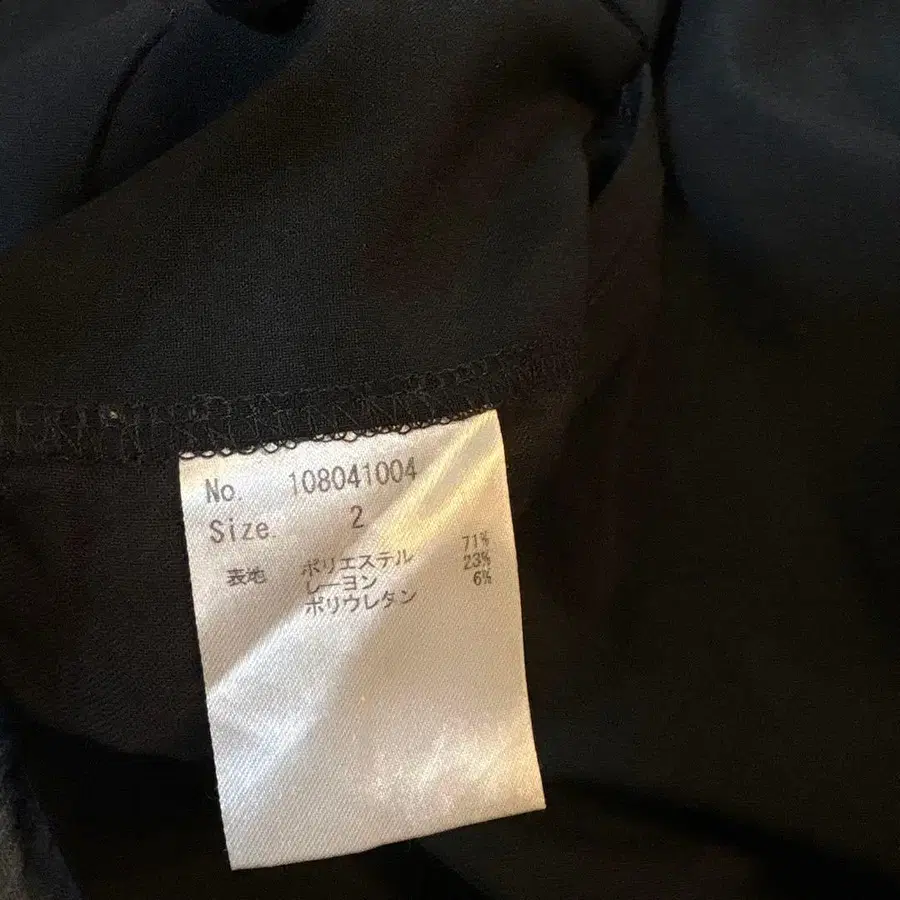 No. 108041004
Size. 2
表地 ポリエステル 71%
レーヨン 23%
ポリウレタン 6%